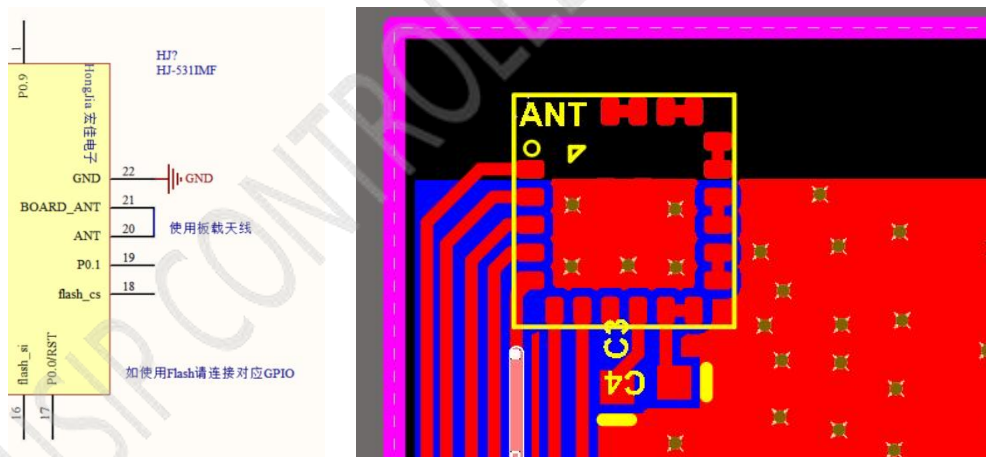 1
P0.9
HJ?
HJ-531IMF
HongJia 宏佳电子
GND 22 GND
BOARD_ANT 21
ANT 20
使用板载天线
P0.1 19
flash_cs 18
flash_si
P0.0/RST
16
17
如使用Flash请连接对应GPIO
ANT
C3
C4